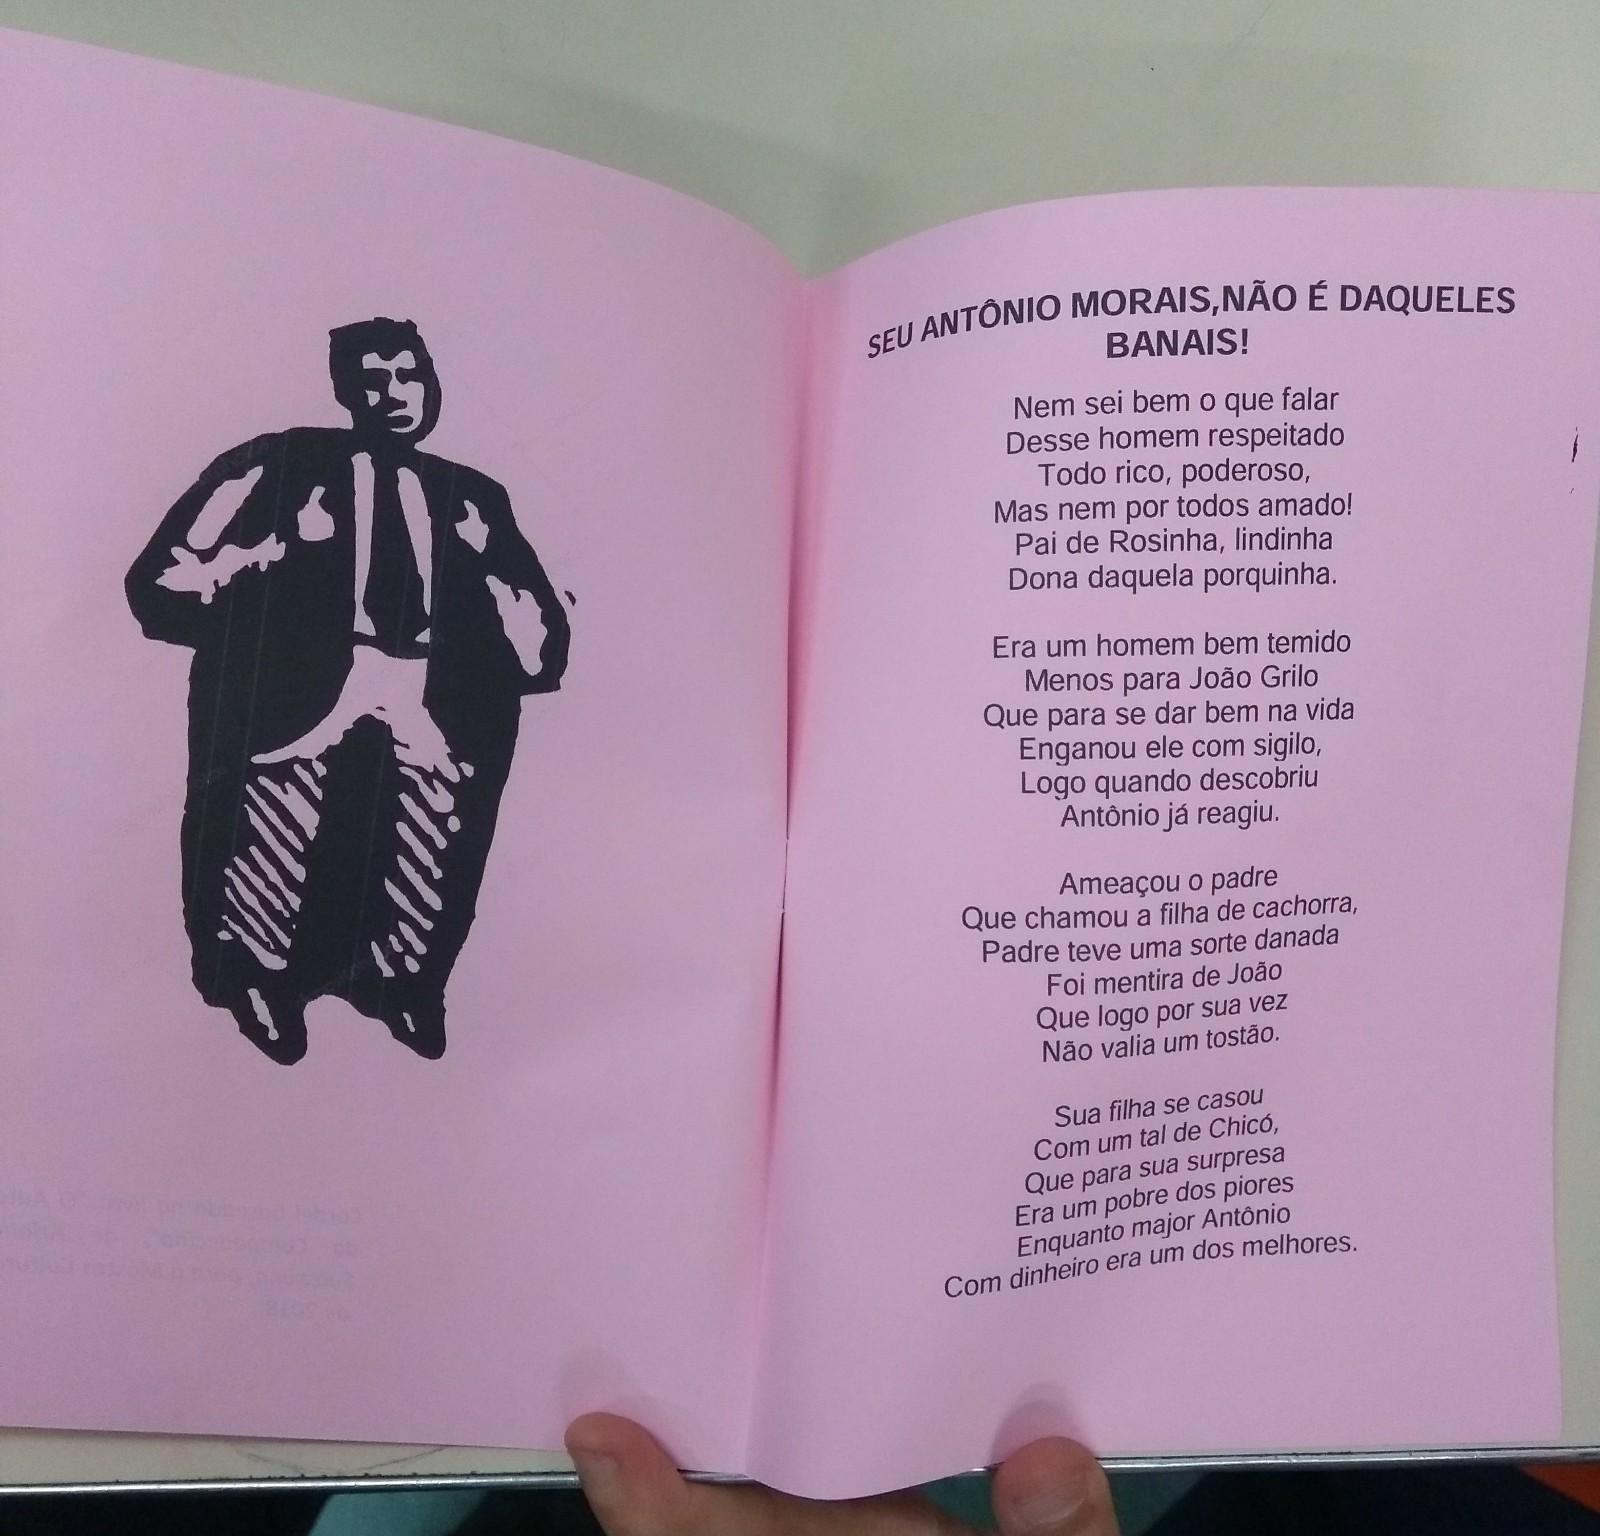 SEU ANTÔNIO MORAIS,NÃO É DAQUELES
BANAIS!
Nem sei bem o que falar
Desse homem respeitado
Todo rico, poderoso,
Mas nem por todos amado!
Pai de Rosinha, lindinha
Dona daquela porquinha.
Era um homem bem temido
Menos para João Grilo
Que para se dar bem na vida
Enganou ele com sigilo,
Logo quando descobriu
Antônio já reagiu.
Ameaçou o padre
Que chamou a filha de cachorra,
Padre teve uma sorte danada
Foi mentira de João
Que logo por sua vez
Não valia um tostão.
Sua filha se casou
Com um tal de Chicó,
Que para sua surpresa
Era um pobre dos piores
Enquanto major Antônio
Com dinheiro era um dos melhores.